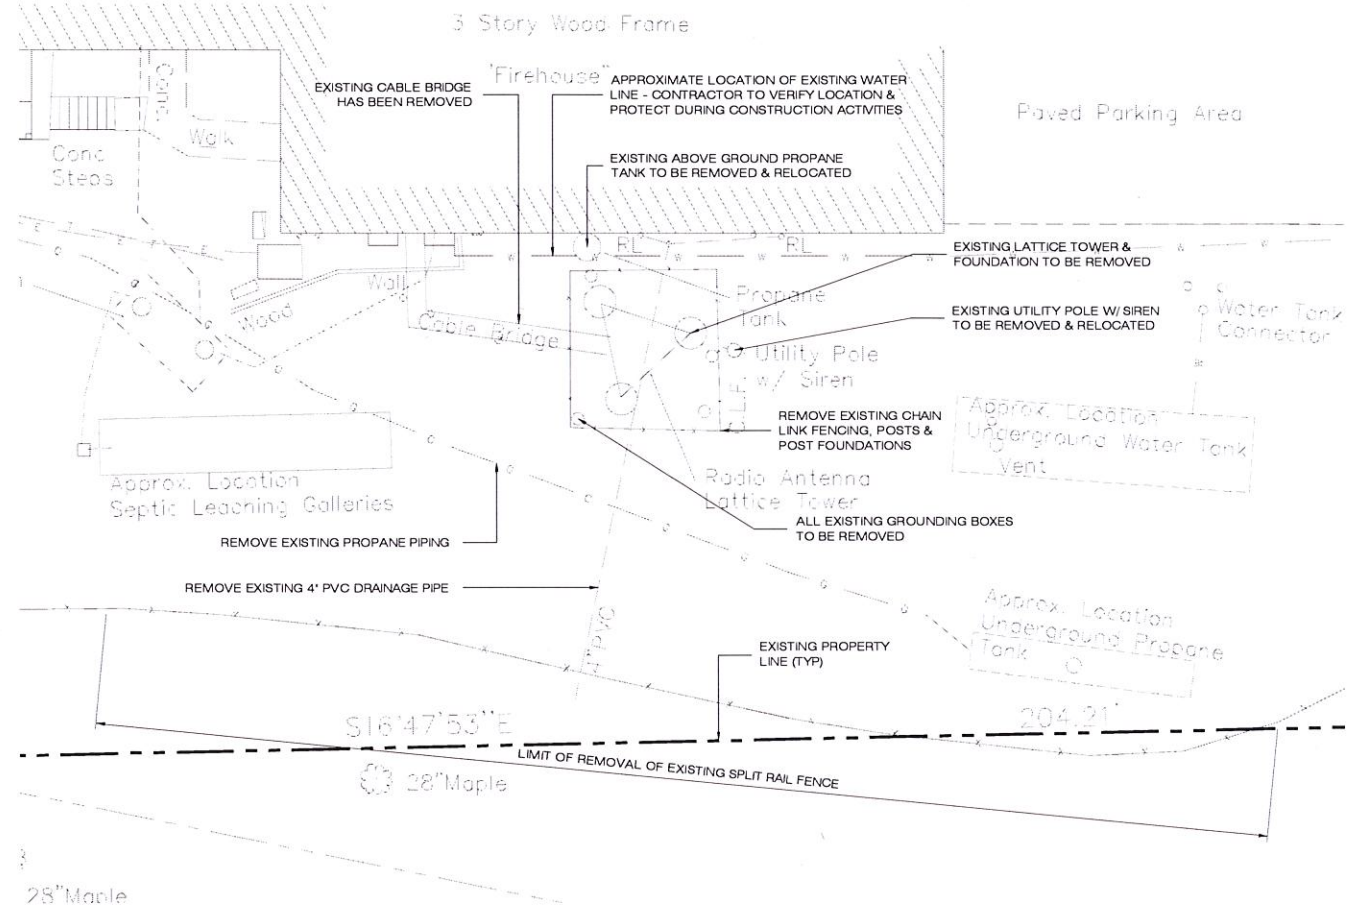 3 Story Wood Frame
"Firehouse"
EXISTING CABLE BRIDGE
HAS BEEN REMOVED
APPROXIMATE LOCATION OF EXISTING WATER
LINE - CONTRACTOR TO VERIFY LOCATION &
PROTECT DURING CONSTRUCTION ACTIVITIES
Paved Parking Area
Conc
Walk
Conc
Steps
EXISTING ABOVE GROUND PROPANE
TANK TO BE REMOVED & RELOCATED
RL
RL
EXISTING LATTICE TOWER &
FOUNDATION TO BE REMOVED
Wall
Wood
Propane
Tank
Cable Bridge
EXISTING UTILITY POLE W/ SIREN
TO BE REMOVED & RELOCATED
Water Tank
Connector
Utility Pole
w/ Siren
C.L.F.
REMOVE EXISTING CHAIN
LINK FENCING, POSTS &
POST FOUNDATIONS
Approx. Location
Underground Water Tank
Vent
Approx. Location
Septic Leaching Galleries
Radio Antenna
Lattice Tower
ALL EXISTING GROUNDING BOXES
TO BE REMOVED
REMOVE EXISTING PROPANE PIPING
REMOVE EXISTING 4" PVC DRAINAGE PIPE
4"PVC
Approx. Location
Underground Propane
Tank
EXISTING PROPERTY
LINE (TYP)
S16°47'53"E
204.21'
LIMIT OF REMOVAL OF EXISTING SPLIT RAIL FENCE
28"Maple
28"Maple